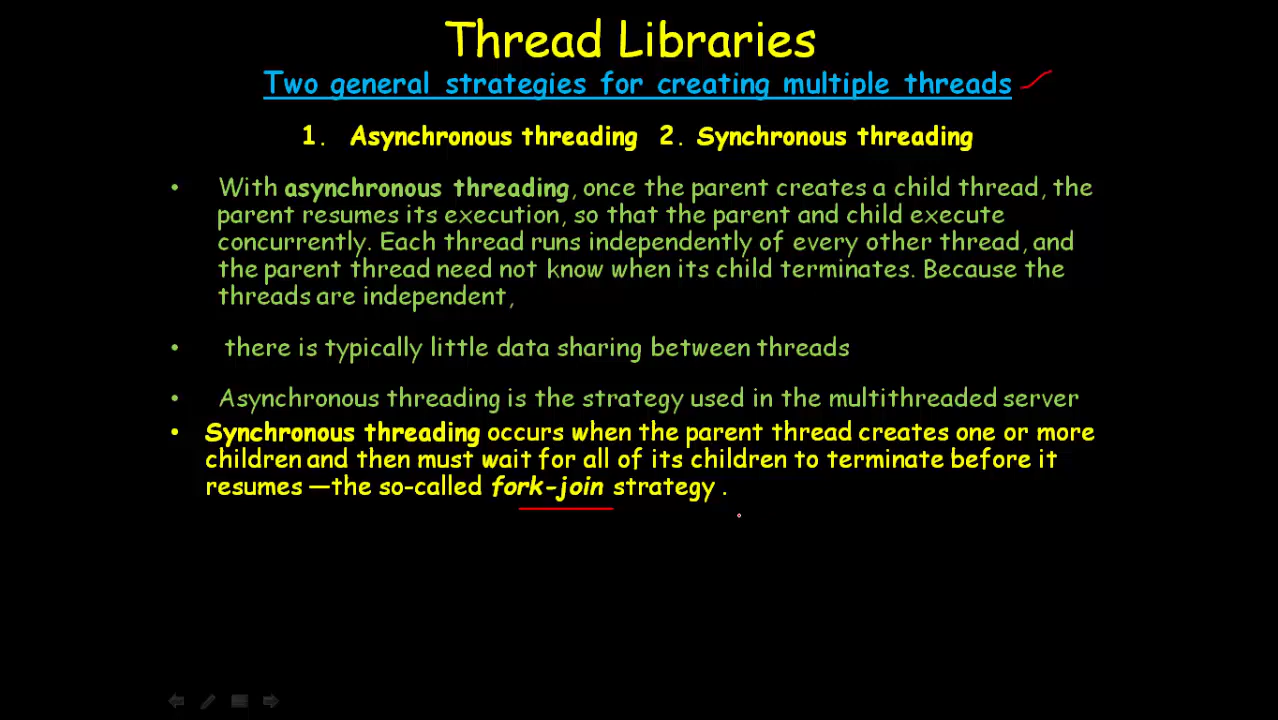 Thread Libraries
Two general strategies for creating multiple threads
1. Asynchronous threading 2. Synchronous threading
• With asynchronous threading, once the parent creates a child thread, the
parent resumes its execution, so that the parent and child execute
concurrently. Each thread runs independently of every other thread, and
the parent thread need not know when its child terminates. Because the
threads are independent,
• there is typically little data sharing between threads
• Asynchronous threading is the strategy used in the multithreaded server
• Synchronous threading occurs when the parent thread creates one or more
children and then must wait for all of its children to terminate before it
resumes —the so-called fork-join strategy .